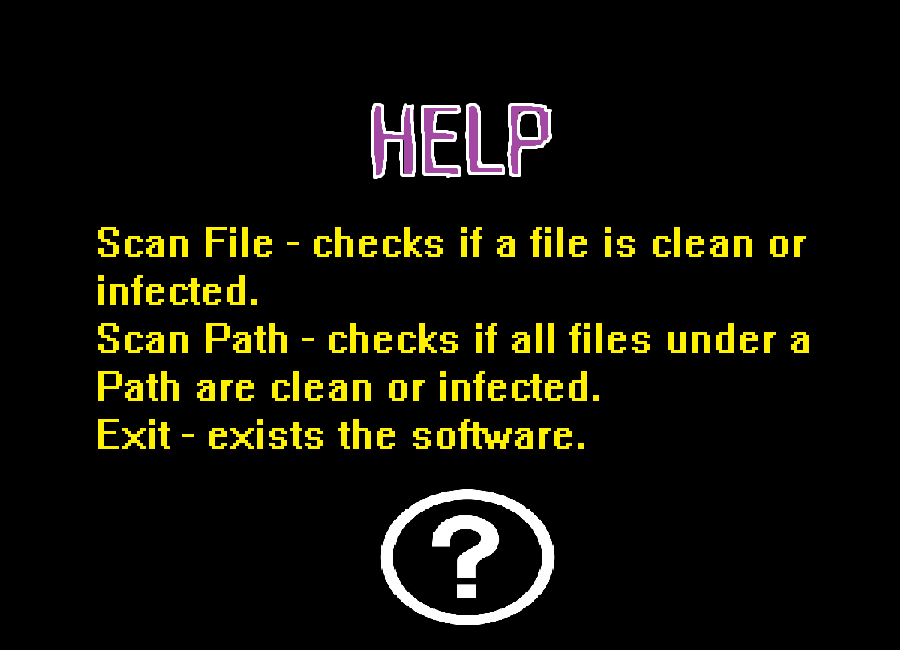 HELP
Scan File - checks if a file is clean or
infected.
Scan Path - checks if all files under a
Path are clean or infected.
Exit - exists the software.
?